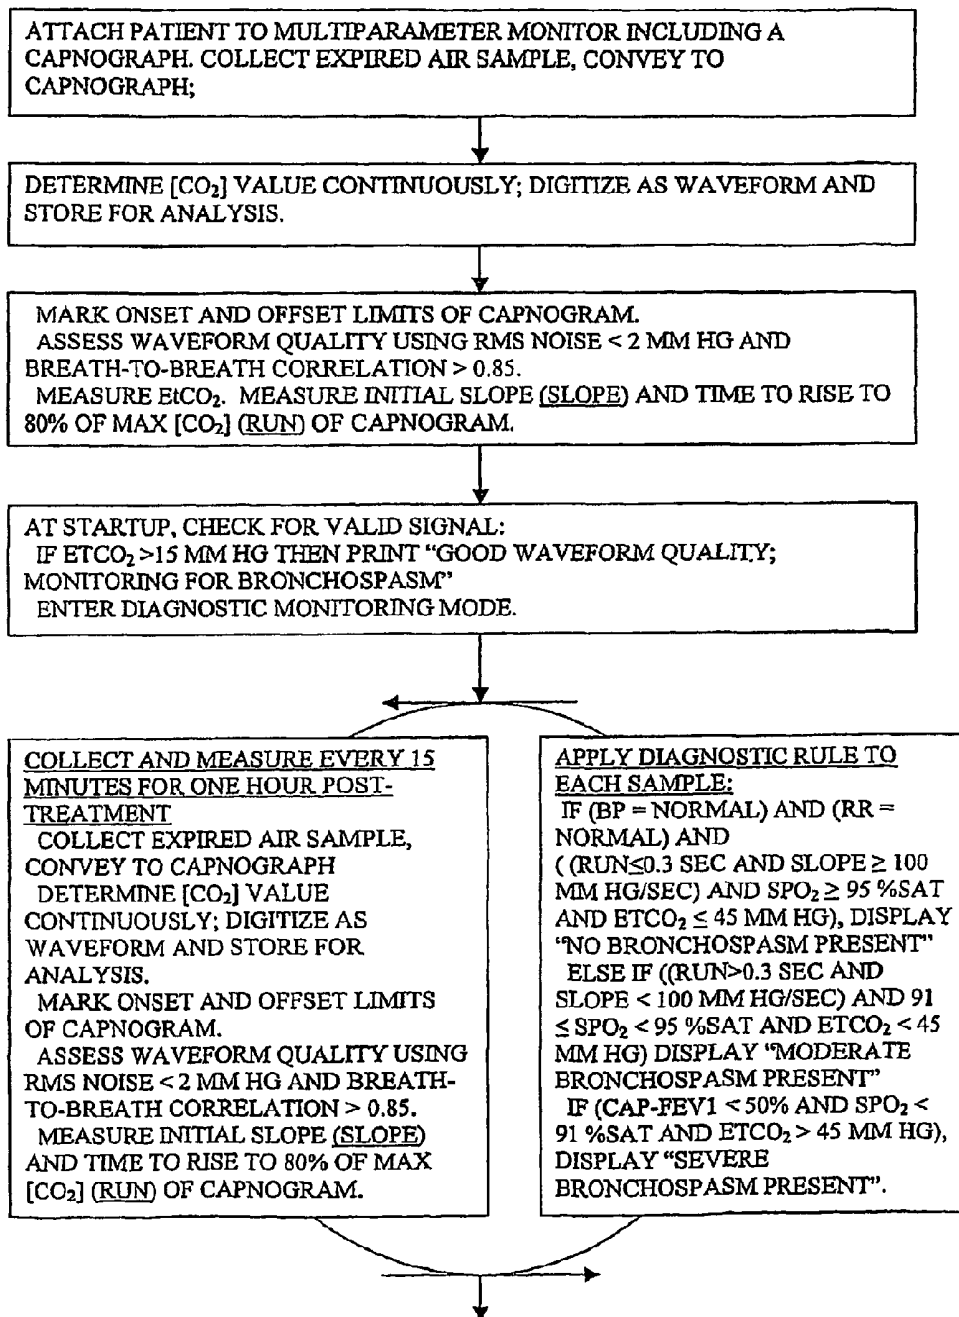 ATTACH PATIENT TO MULTIPARAMETER MONITOR INCLUDING A
CAPNOGRAPH. COLLECT EXPIRED AIR SAMPLE, CONVEY TO
CAPNOGRAPH;
DETERMINE [CO₂] VALUE CONTINUOUSLY; DIGITIZE AS WAVEFORM AND
STORE FOR ANALYSIS.
MARK ONSET AND OFFSET LIMITS OF CAPNOGRAM.
ASSESS WAVEFORM QUALITY USING RMS NOISE < 2 MM HG AND
BREATH-TO-BREATH CORRELATION > 0.85.
MEASURE EtCO₂. MEASURE INITIAL SLOPE (SLOPE) AND TIME TO RISE TO
80% OF MAX [CO₂] (RUN) OF CAPNOGRAM.
AT STARTUP, CHECK FOR VALID SIGNAL:
IF ETCO₂ >15 MM HG THEN PRINT “GOOD WAVEFORM QUALITY;
MONITORING FOR BRONCHOSPASM”
ENTER DIAGNOSTIC MONITORING MODE.
COLLECT AND MEASURE EVERY 15
MINUTES FOR ONE HOUR POST-
TREATMENT
COLLECT EXPIRED AIR SAMPLE,
CONVEY TO CAPNOGRAPH
DETERMINE [CO₂] VALUE
CONTINUOUSLY; DIGITIZE AS
WAVEFORM AND STORE FOR
ANALYSIS.
MARK ONSET AND OFFSET LIMITS
OF CAPNOGRAM.
ASSESS WAVEFORM QUALITY USING
RMS NOISE < 2 MM HG AND BREATH-
TO-BREATH CORRELATION > 0.85.
MEASURE INITIAL SLOPE (SLOPE)
AND TIME TO RISE TO 80% OF MAX
[CO₂] (RUN) OF CAPNOGRAM.
APPLY DIAGNOSTIC RULE TO
EACH SAMPLE:
IF (BP = NORMAL) AND (RR =
NORMAL) AND
( (RUN≤0.3 SEC AND SLOPE ≥ 100
MM HG/SEC) AND SPO₂ ≥ 95 %SAT
AND ETCO₂ ≤ 45 MM HG), DISPLAY
“NO BRONCHOSPASM PRESENT”
ELSE IF ((RUN>0.3 SEC AND
SLOPE < 100 MM HG/SEC) AND 91
≤ SPO₂ < 95 %SAT AND ETCO₂ < 45
MM HG) DISPLAY “MODERATE
BRONCHOSPASM PRESENT”
IF (CAP-FEV1 < 50% AND SPO₂ <
91 %SAT AND ETCO₂ > 45 MM HG),
DISPLAY “SEVERE
BRONCHOSPASM PRESENT”.